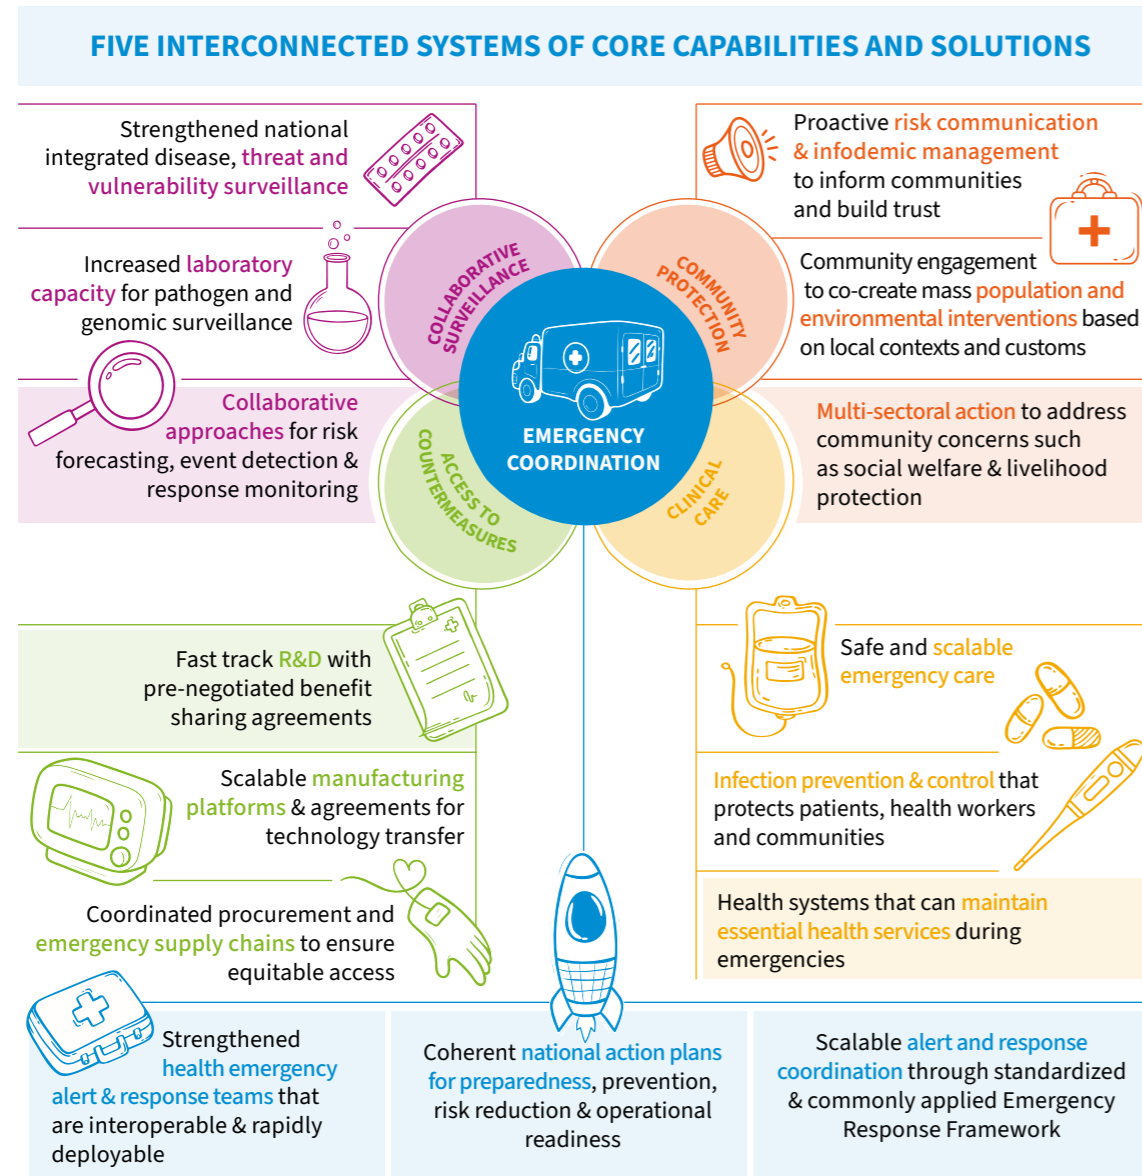 FIVE INTERCONNECTED SYSTEMS OF CORE CAPABILITIES AND SOLUTIONS
Strengthened national
integrated disease, threat and
vulnerability surveillance
Increased laboratory
capacity for pathogen and
genomic surveillance
Collaborative
approaches for risk
forecasting, event detection &
response monitoring
COLLABORATIVE
SURVEILLANCE
COMMUNITY
PROTECTION
EMERGENCY
COORDINATION
ACCESS TO
COUNTERMEASURES
CLINICAL
CARE
Proactive risk communication
& infodemic management
to inform communities
and build trust
Community engagement
to co-create mass population and
environmental interventions based
on local contexts and customs
Multi-sectoral action to address
community concerns such
as social welfare & livelihood
protection
Fast track R&D with
pre-negotiated benefit
sharing agreements
Scalable manufacturing
platforms & agreements for
technology transfer
Coordinated procurement and
emergency supply chains to ensure
equitable access
Safe and scalable
emergency care
Infection prevention & control that
protects patients, health workers
and communities
Health systems that can maintain
essential health services during
emergencies
Strengthened
health emergency
alert & response teams that
are interoperable & rapidly
deployable
Coherent national action plans
for preparedness, prevention,
risk reduction & operational
readiness
Scalable alert and response
coordination through standardized
& commonly applied Emergency
Response Framework